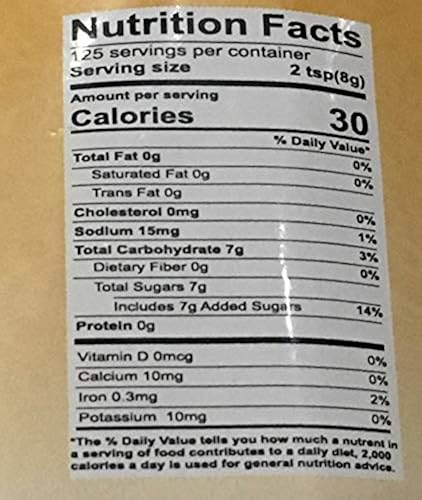 Nutrition Facts
125 servings per container
Serving size 2 tsp(8g)
Amount per serving
Calories 30
% Daily Value*
Total Fat 0g 0%
Saturated Fat 0g 0%
Trans Fat 0g
Cholesterol 0mg 0%
Sodium 15mg 1%
Total Carbohydrate 7g 3%
Dietary Fiber 0g 0%
Total Sugars 7g
Includes 7g Added Sugars 14%
Protein 0g
Vitamin D 0mcg 0%
Calcium 10mg 0%
Iron 0.3mg 2%
Potassium 10mg 0%
*The % Daily Value tells you how much a nutrent in
a serving of food contributes to a daily diet, 2,000
calories a day is used for general nutrition advice.